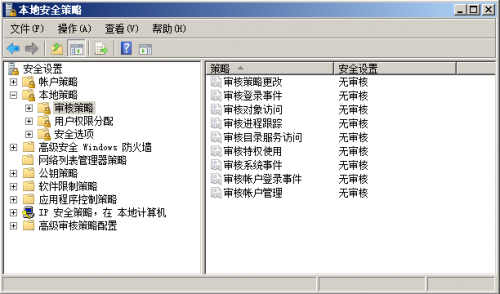 本地安全策略
文件(F) 操作(A) 查看(V) 帮助(H)
安全设置
帐户策略
本地策略
审核策略
用户权限分配
安全选项
高级安全 Windows 防火墙
网络列表管理器策略
公钥策略
软件限制策略
应用程序控制策略
IP 安全策略，在 本地计算机
高级审核策略配置
策略 安全设置
审核策略更改 无审核
审核登录事件 无审核
审核对象访问 无审核
审核进程跟踪 无审核
审核目录服务访问 无审核
审核特权使用 无审核
审核系统事件 无审核
审核帐户登录事件 无审核
审核帐户管理 无审核